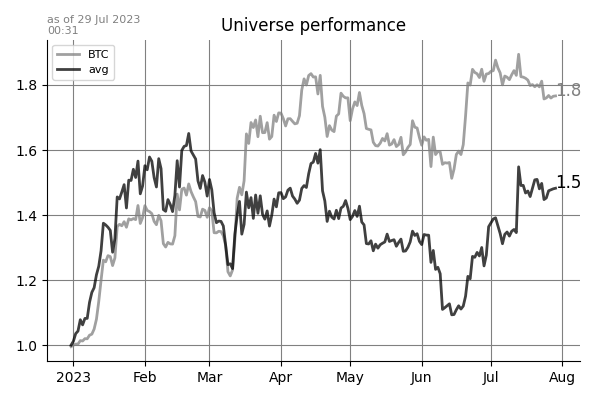 as of 29 Jul 2023
00:31
Universe performance
BTC
avg
1.8
1.6
1.4
1.2
1.0
1.8
1.5
2023 Feb Mar Apr May Jun Jul Aug